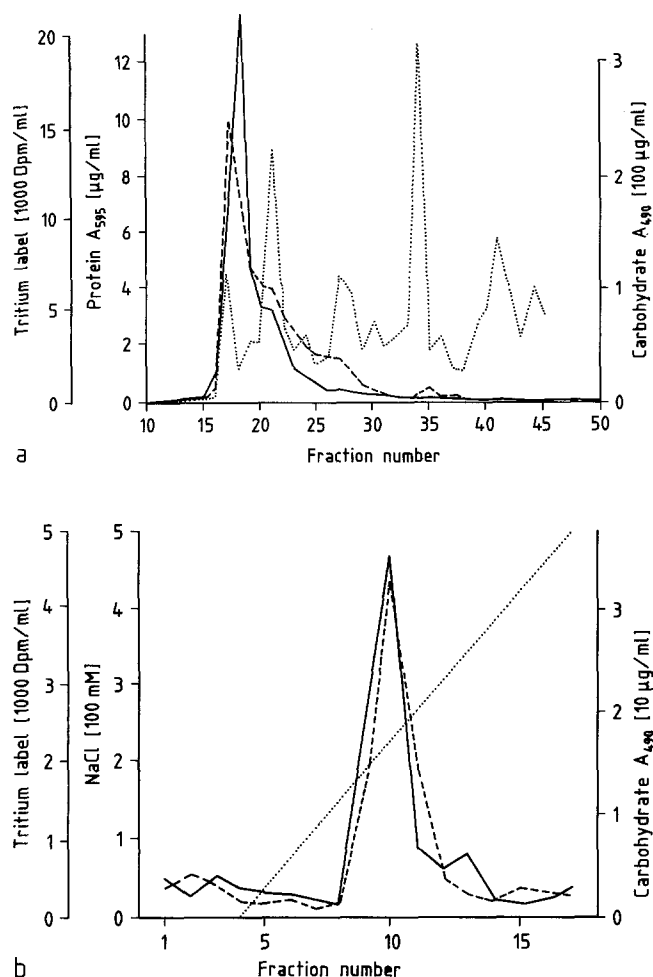 Tritium label [1000 Dpm/ml]
20
15
10
5
0
Protein A595 [µg/ml]
12
10
8
6
4
2
0
Carbohydrate A490 [100 µg/ml]
3
2
1
0
10 15 20 25 30 35 40 45 50
Fraction number
a
Tritium label [1000 Dpm/ml]
5
4
3
2
1
0
NaCl [100 mM]
5
4
3
2
1
0
Carbohydrate A490 [10 µg/ml]
3
2
1
0
1 5 10 15
Fraction number
b